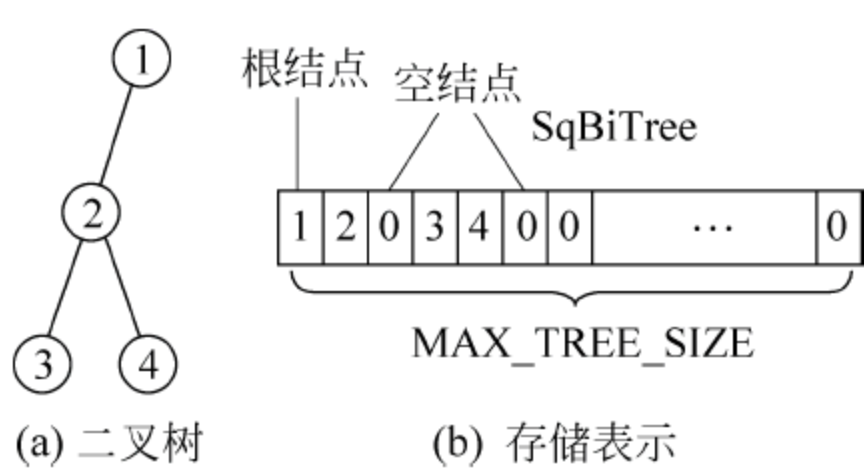 1
2
3 4
(a) 二叉树
根结点 空结点
SqBiTree
1 2 0 3 4 0 0 ⋯ 0
MAX_TREE_SIZE
(b) 存储表示